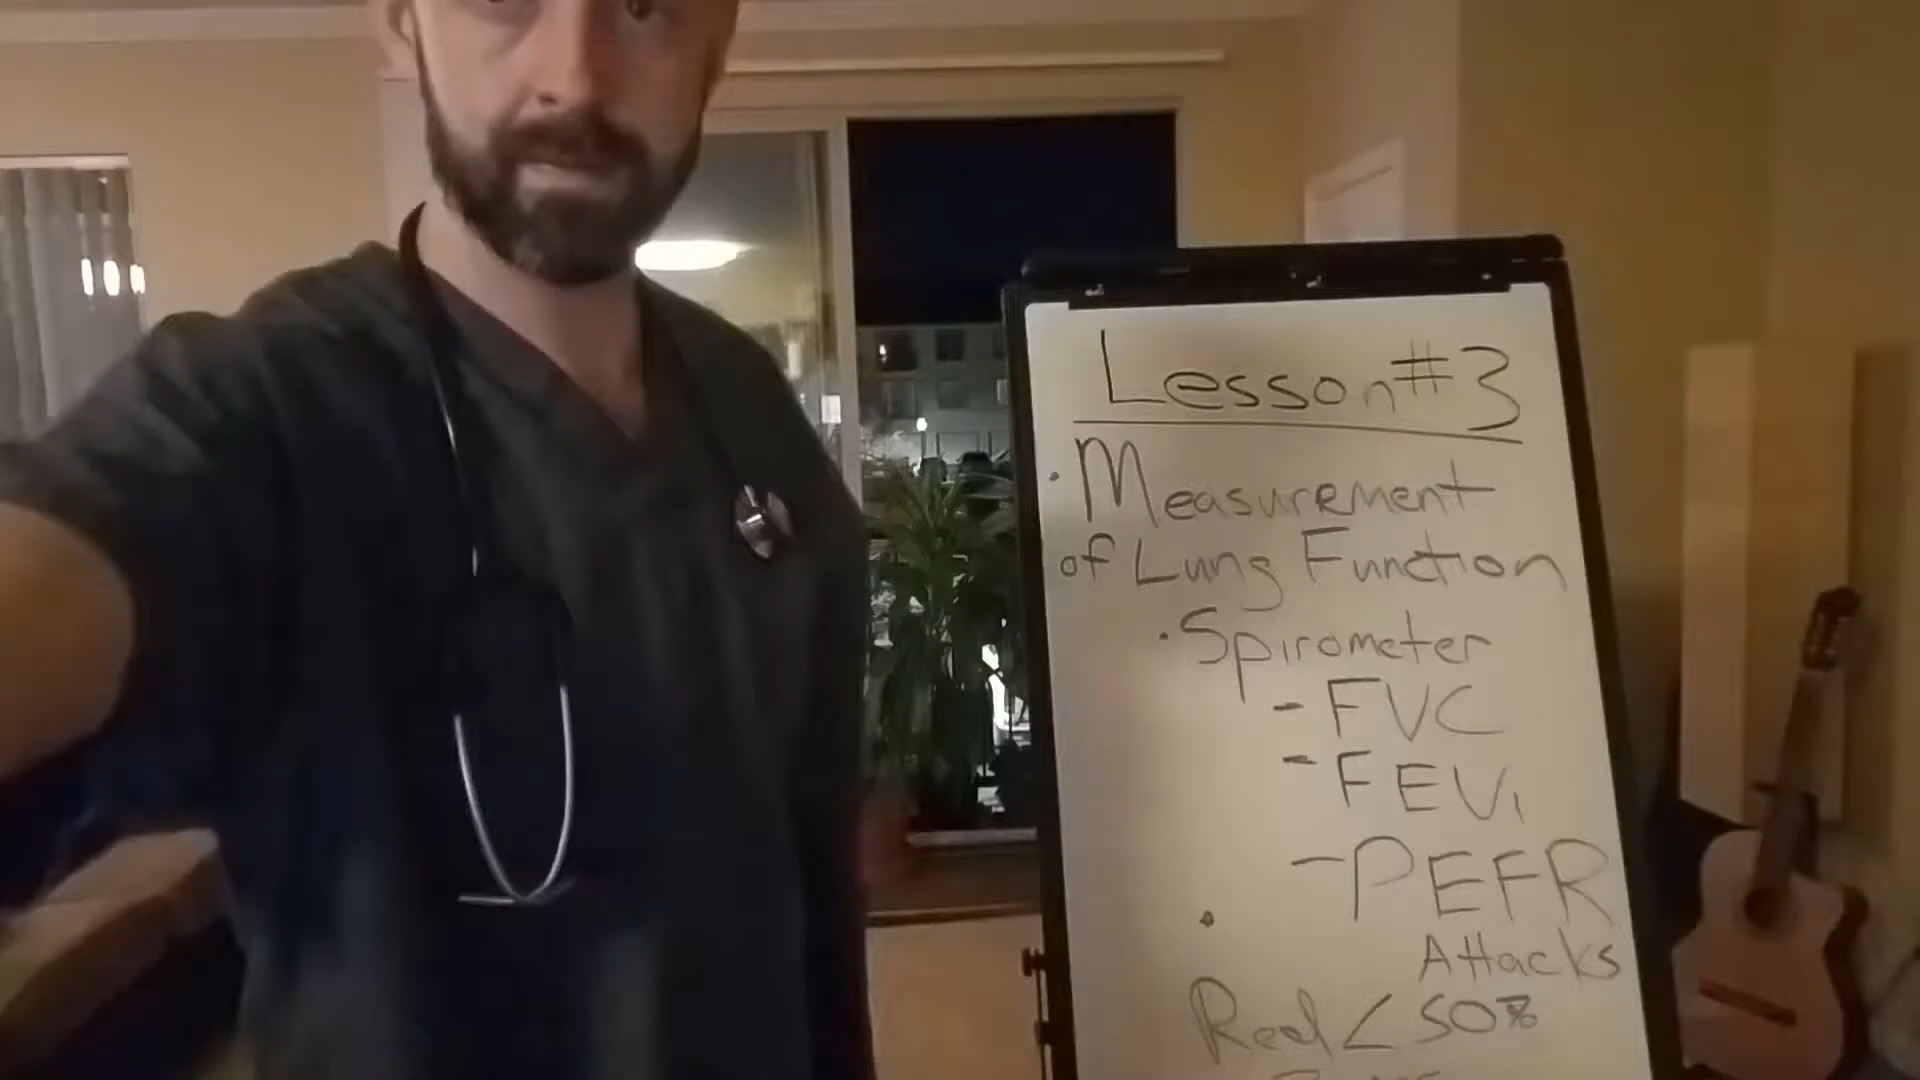 Lesson #3
• Measurement
of Lung Function
• Spirometer
- FVC
- FEV1
- PEFR
•
Attacks
Red < 50%